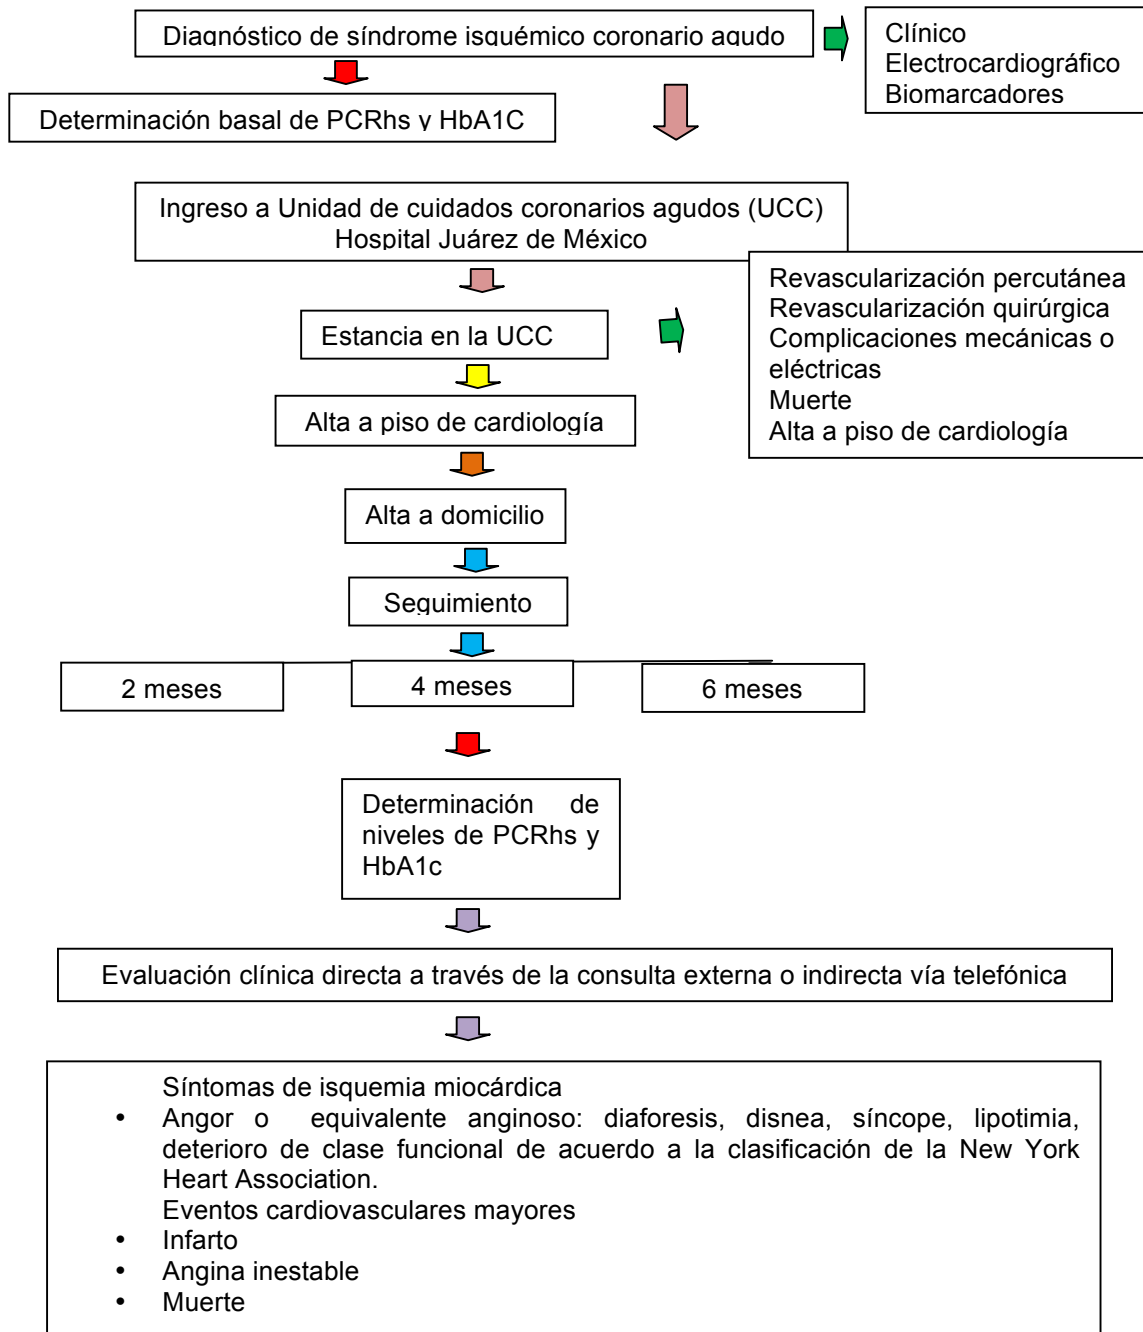 Diagnóstico de síndrome isquémico coronario agudo
Clínico
Electrocardiográfico
Biomarcadores
Determinación basal de PCRhs y HbA1C
Ingreso a Unidad de cuidados coronarios agudos (UCC)
Hospital Juárez de México
Revascularización percutánea
Revascularización quirúrgica
Complicaciones mecánicas o
eléctricas
Muerte
Alta a piso de cardiología
Estancia en la UCC
Alta a piso de cardiología
Alta a domicilio
Seguimiento
2 meses
4 meses
6 meses
Determinación de
niveles de PCRhs y
HbA1c
Evaluación clínica directa a través de la consulta externa o indirecta vía telefónica
Síntomas de isquemia miocárdica
• Angor o equivalente anginoso: diaforesis, disnea, síncope, lipotimia,
deterioro de clase funcional de acuerdo a la clasificación de la New York
Heart Association.
Eventos cardiovasculares mayores
• Infarto
• Angina inestable
• Muerte